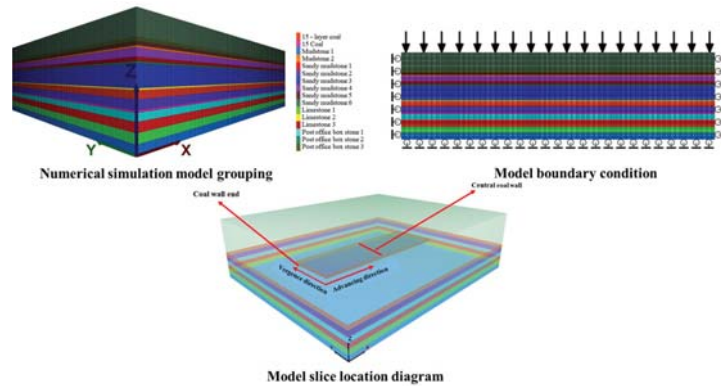 Z
Y
X
15 - layer coal
15 Coal
Mudstone 1
Mudstone 2
Sandy mudstone 1
Sandy mudstone 2
Sandy mudstone 3
Sandy mudstone 4
Sandy mudstone 5
Sandy mudstone 6
Limestone 1
Limestone 2
Limestone 3
Post office box stone 1
Post office box stone 2
Post office box stone 3
Numerical simulation model grouping
Model boundary condition
Coal wall end
Central coal wall
Vergence direction
Advancing direction
Model slice location diagram